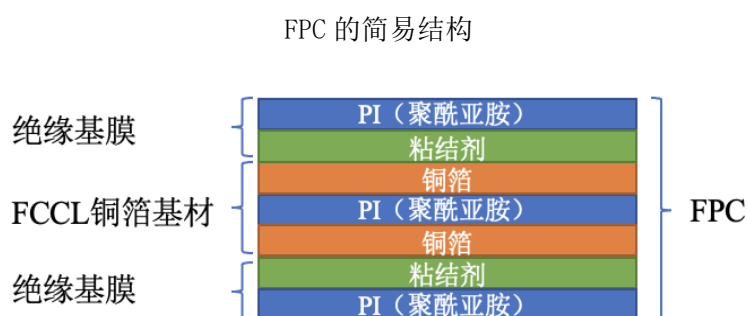 FPC 的简易结构
PI（聚酰亚胺）
绝缘基膜
粘结剂
铜箔
FCCL铜箔基材
PI（聚酰亚胺）
FPC
铜箔
粘结剂
绝缘基膜
PI（聚酰亚胺）